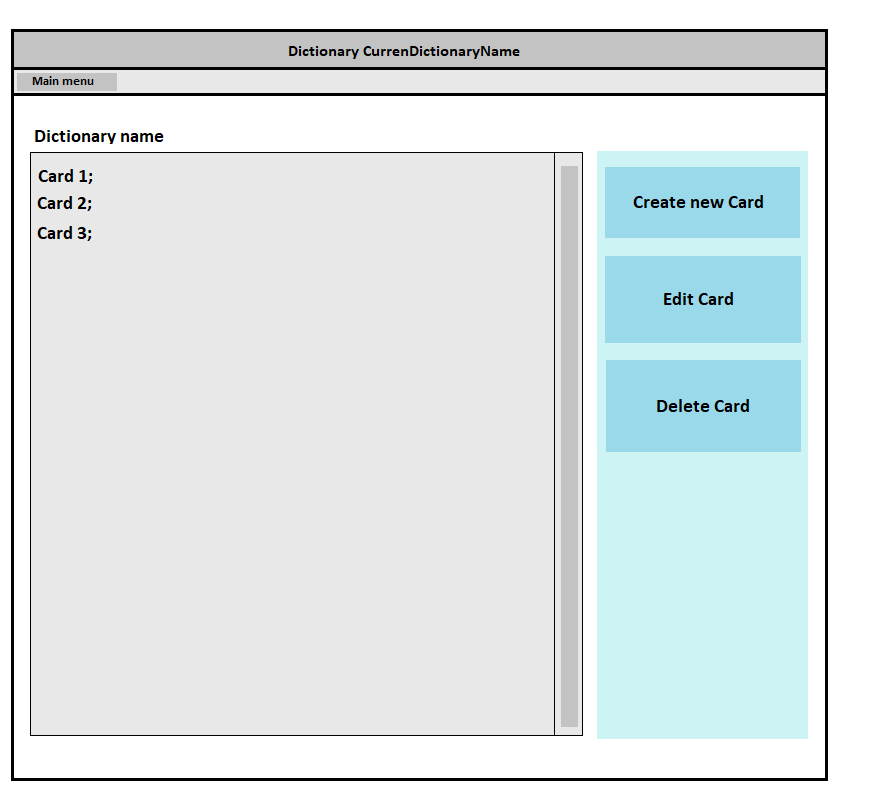 Dictionary CurrenDictionaryName
Main menu
Dictionary name
Card 1;
Card 2;
Card 3;
Create new Card
Edit Card
Delete Card